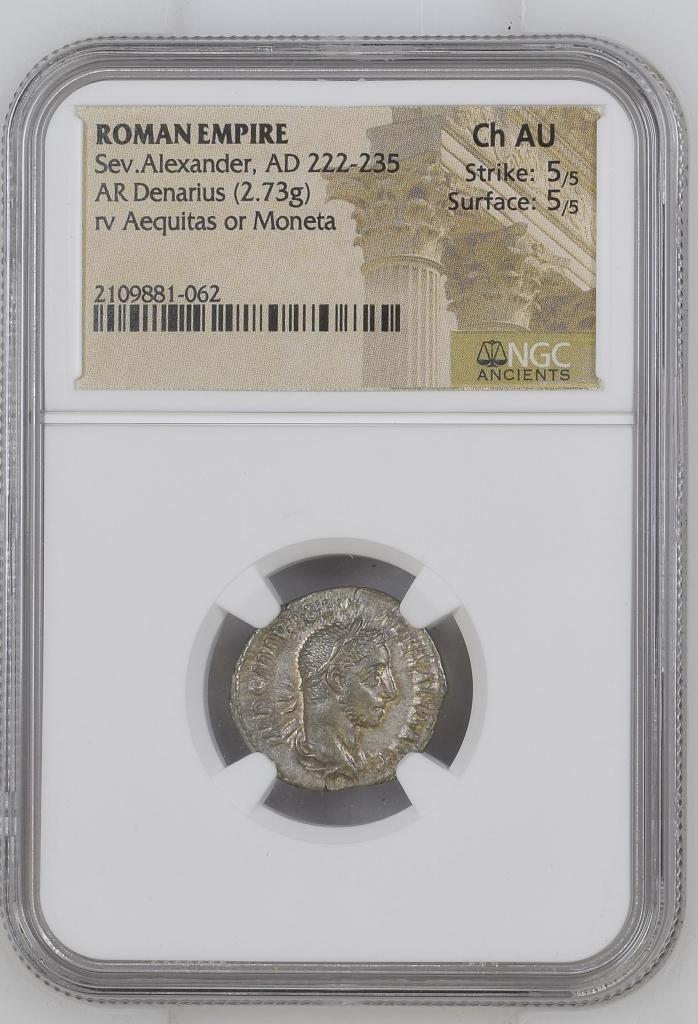 ROMAN EMPIRE
Sev.Alexander, AD 222-235
AR Denarius (2.73g)
rv Aequitas or Moneta
2109881-062
Ch AU
Strike: 5/5
Surface: 5/5
NGC
ANCIENTS